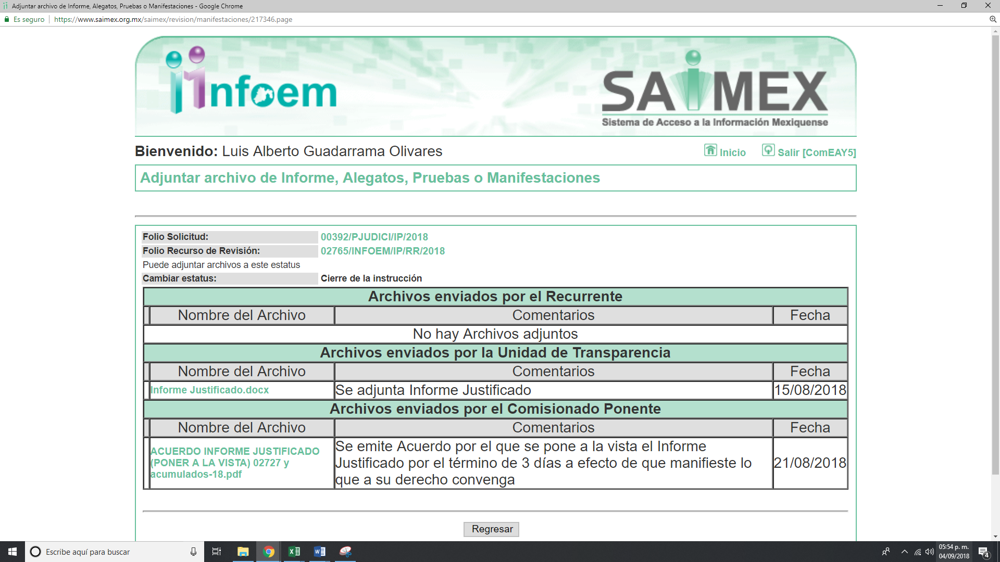 Adjuntar archivo de Informe, Alegatos, Pruebas o Manifestaciones - Google Chrome
Es seguro | https://www.saimex.org.mx/saimex/revision/manifestaciones/217346.page
infoem
SAIMEX
Sistema de Acceso a la Información Mexiquense
Bienvenido: Luis Alberto Guadarrama Olivares
Inicio Salir [ComEAY5]
Adjuntar archivo de Informe, Alegatos, Pruebas o Manifestaciones
Folio Solicitud: 00392/PJUDICI/IP/2018
Folio Recurso de Revisión: 02765/INFOEM/IP/RR/2018
Puede adjuntar archivos a este estatus
Cambiar estatus: Cierre de la instrucción
Archivos enviados por el Recurrente
Nombre del Archivo Comentarios Fecha
No hay Archivos adjuntos
Archivos enviados por la Unidad de Transparencia
Nombre del Archivo Comentarios Fecha
Informe Justificado.docx Se adjunta Informe Justificado 15/08/2018
Archivos enviados por el Comisionado Ponente
Nombre del Archivo Comentarios Fecha
ACUERDO INFORME JUSTIFICADO
(PONER A LA VISTA) 02727 y
acumulados-18.pdf
Se emite Acuerdo por el que se pone a la vista el Informe
Justificado por el término de 3 días a efecto de que manifieste lo
que a su derecho convenga
21/08/2018
Regresar
Escribe aquí para buscar
05:54 p. m.
04/09/2018
4